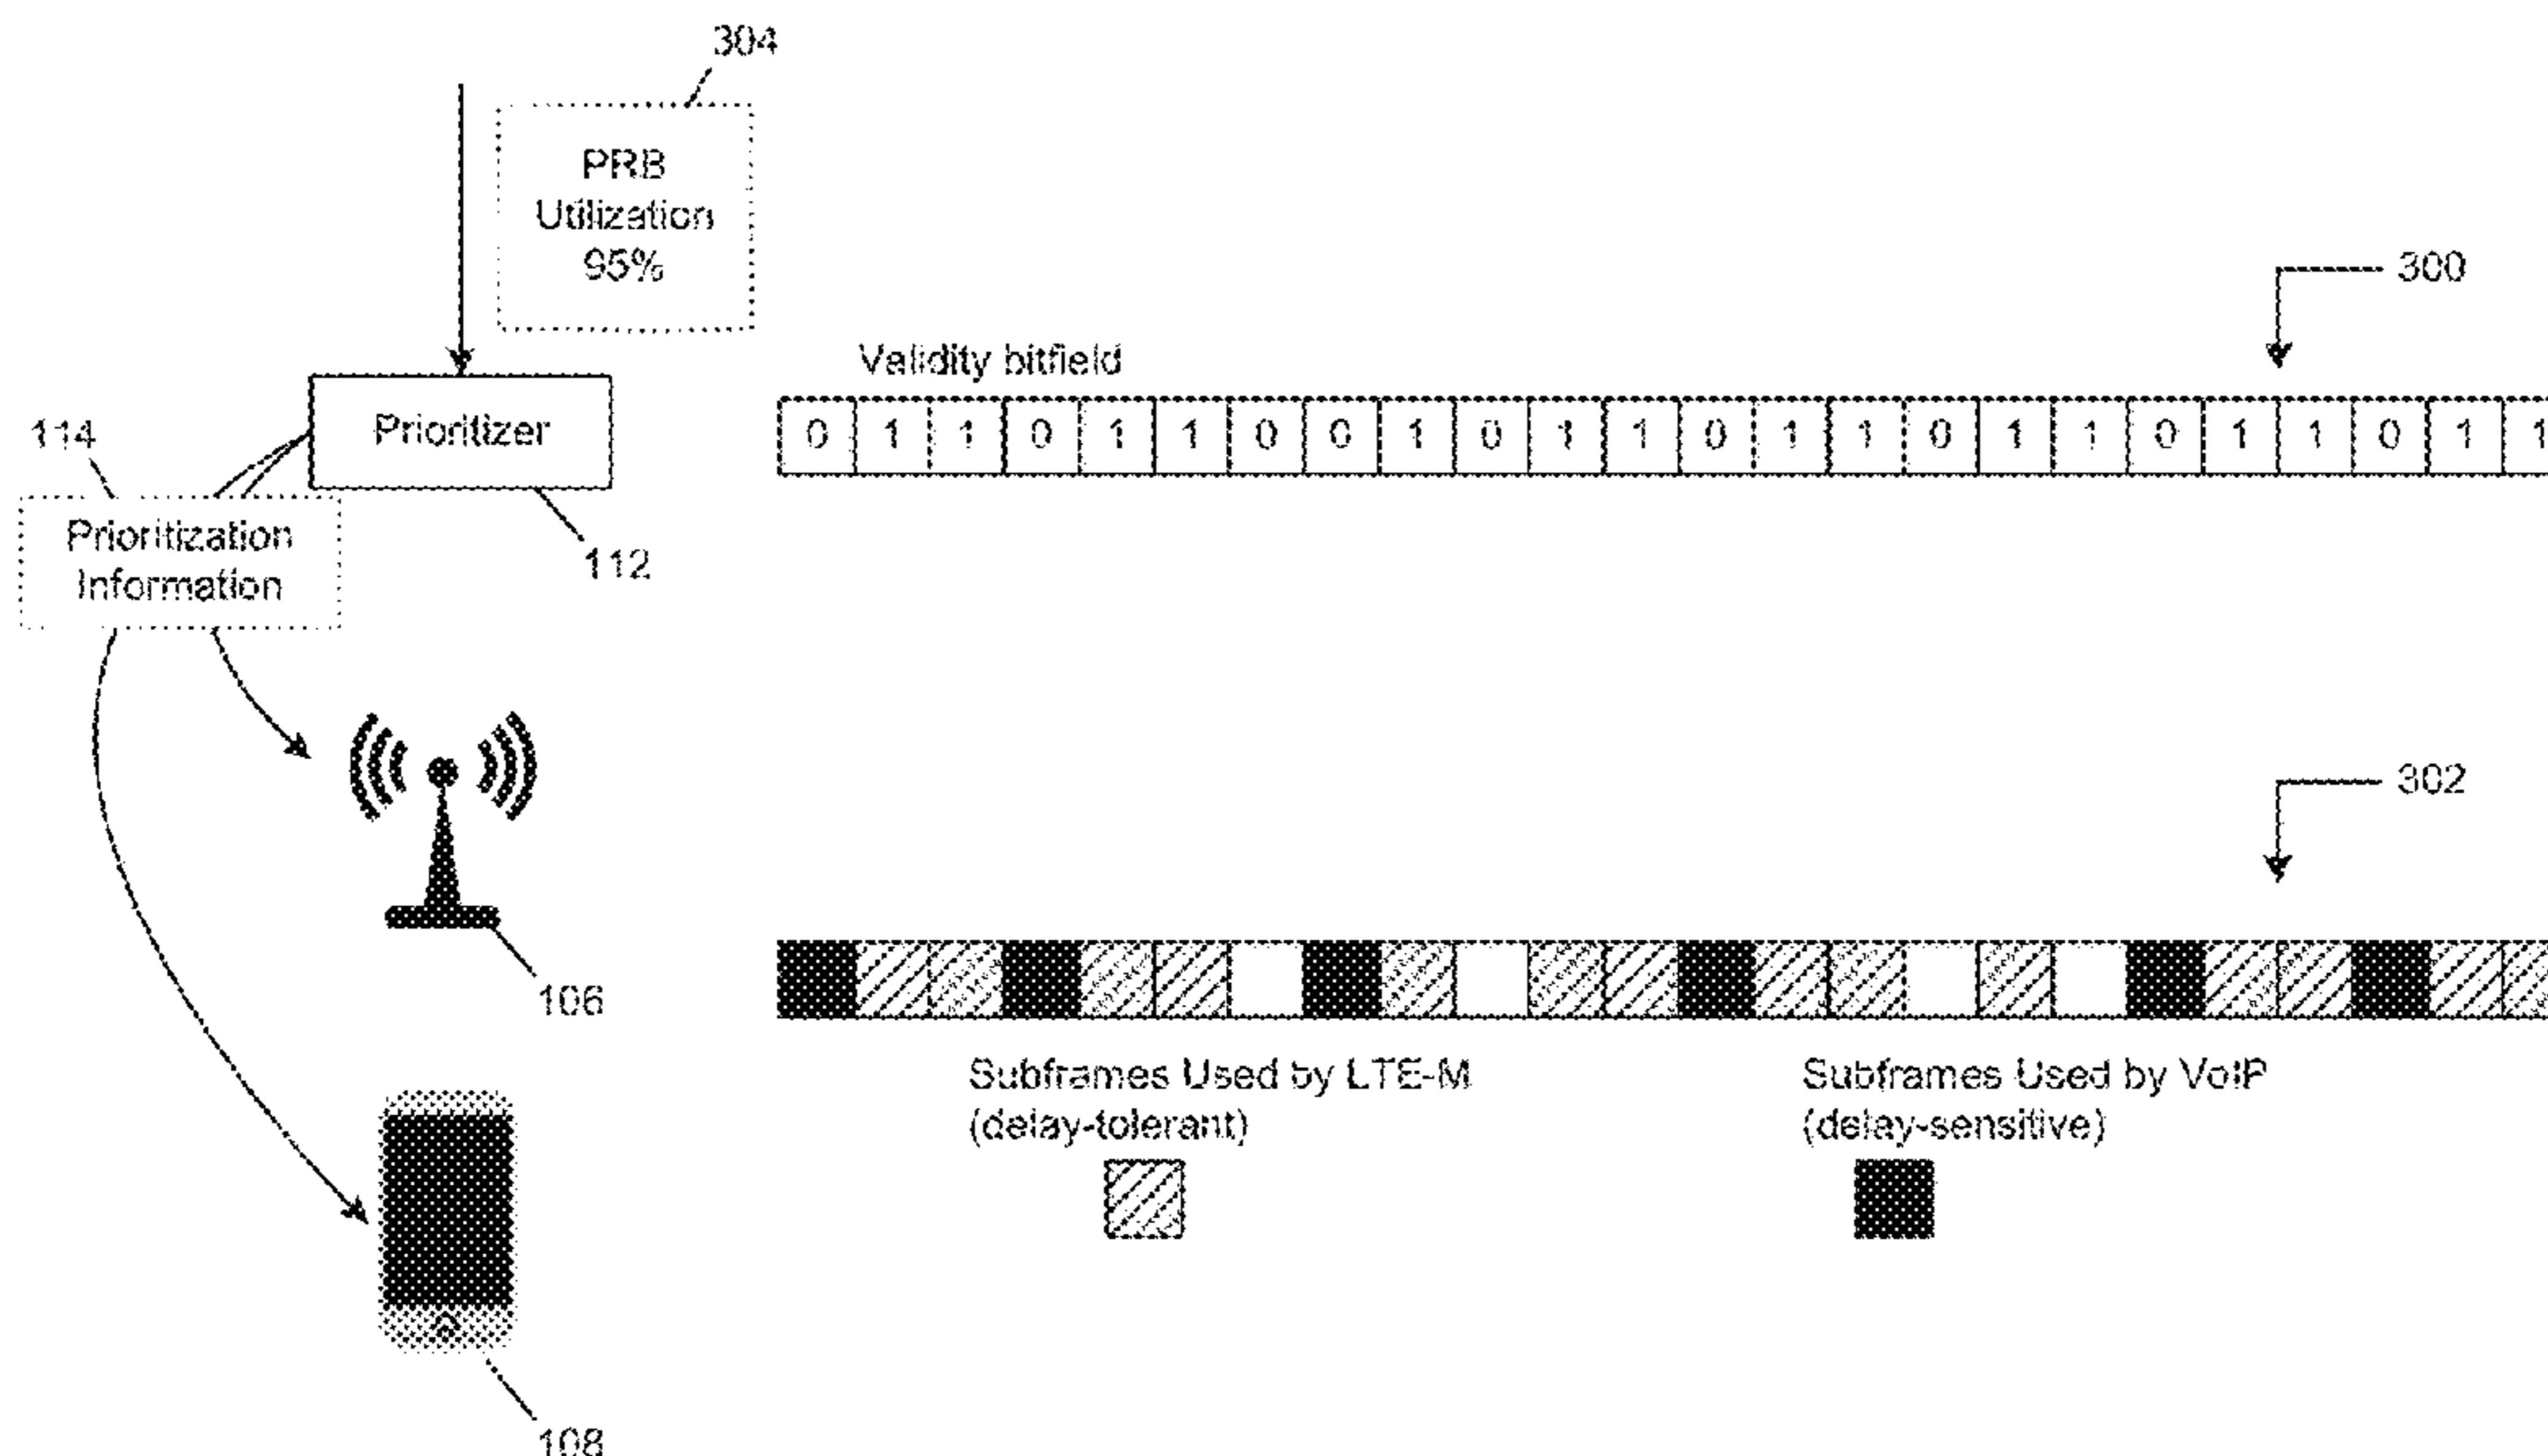 304
PRB
Utilization
95%
300
Validity bitfield
Prioritizer
114
0 1 1 0 1 1 0 0 1 0 1 1 0 1 1 0 1 1 0 1 1 0 1 1
Prioritization
Information
112
302
106
Subframes Used by LTE-M
(delay-tolerant)
Subframes Used by VoIP
(delay-sensitive)
108